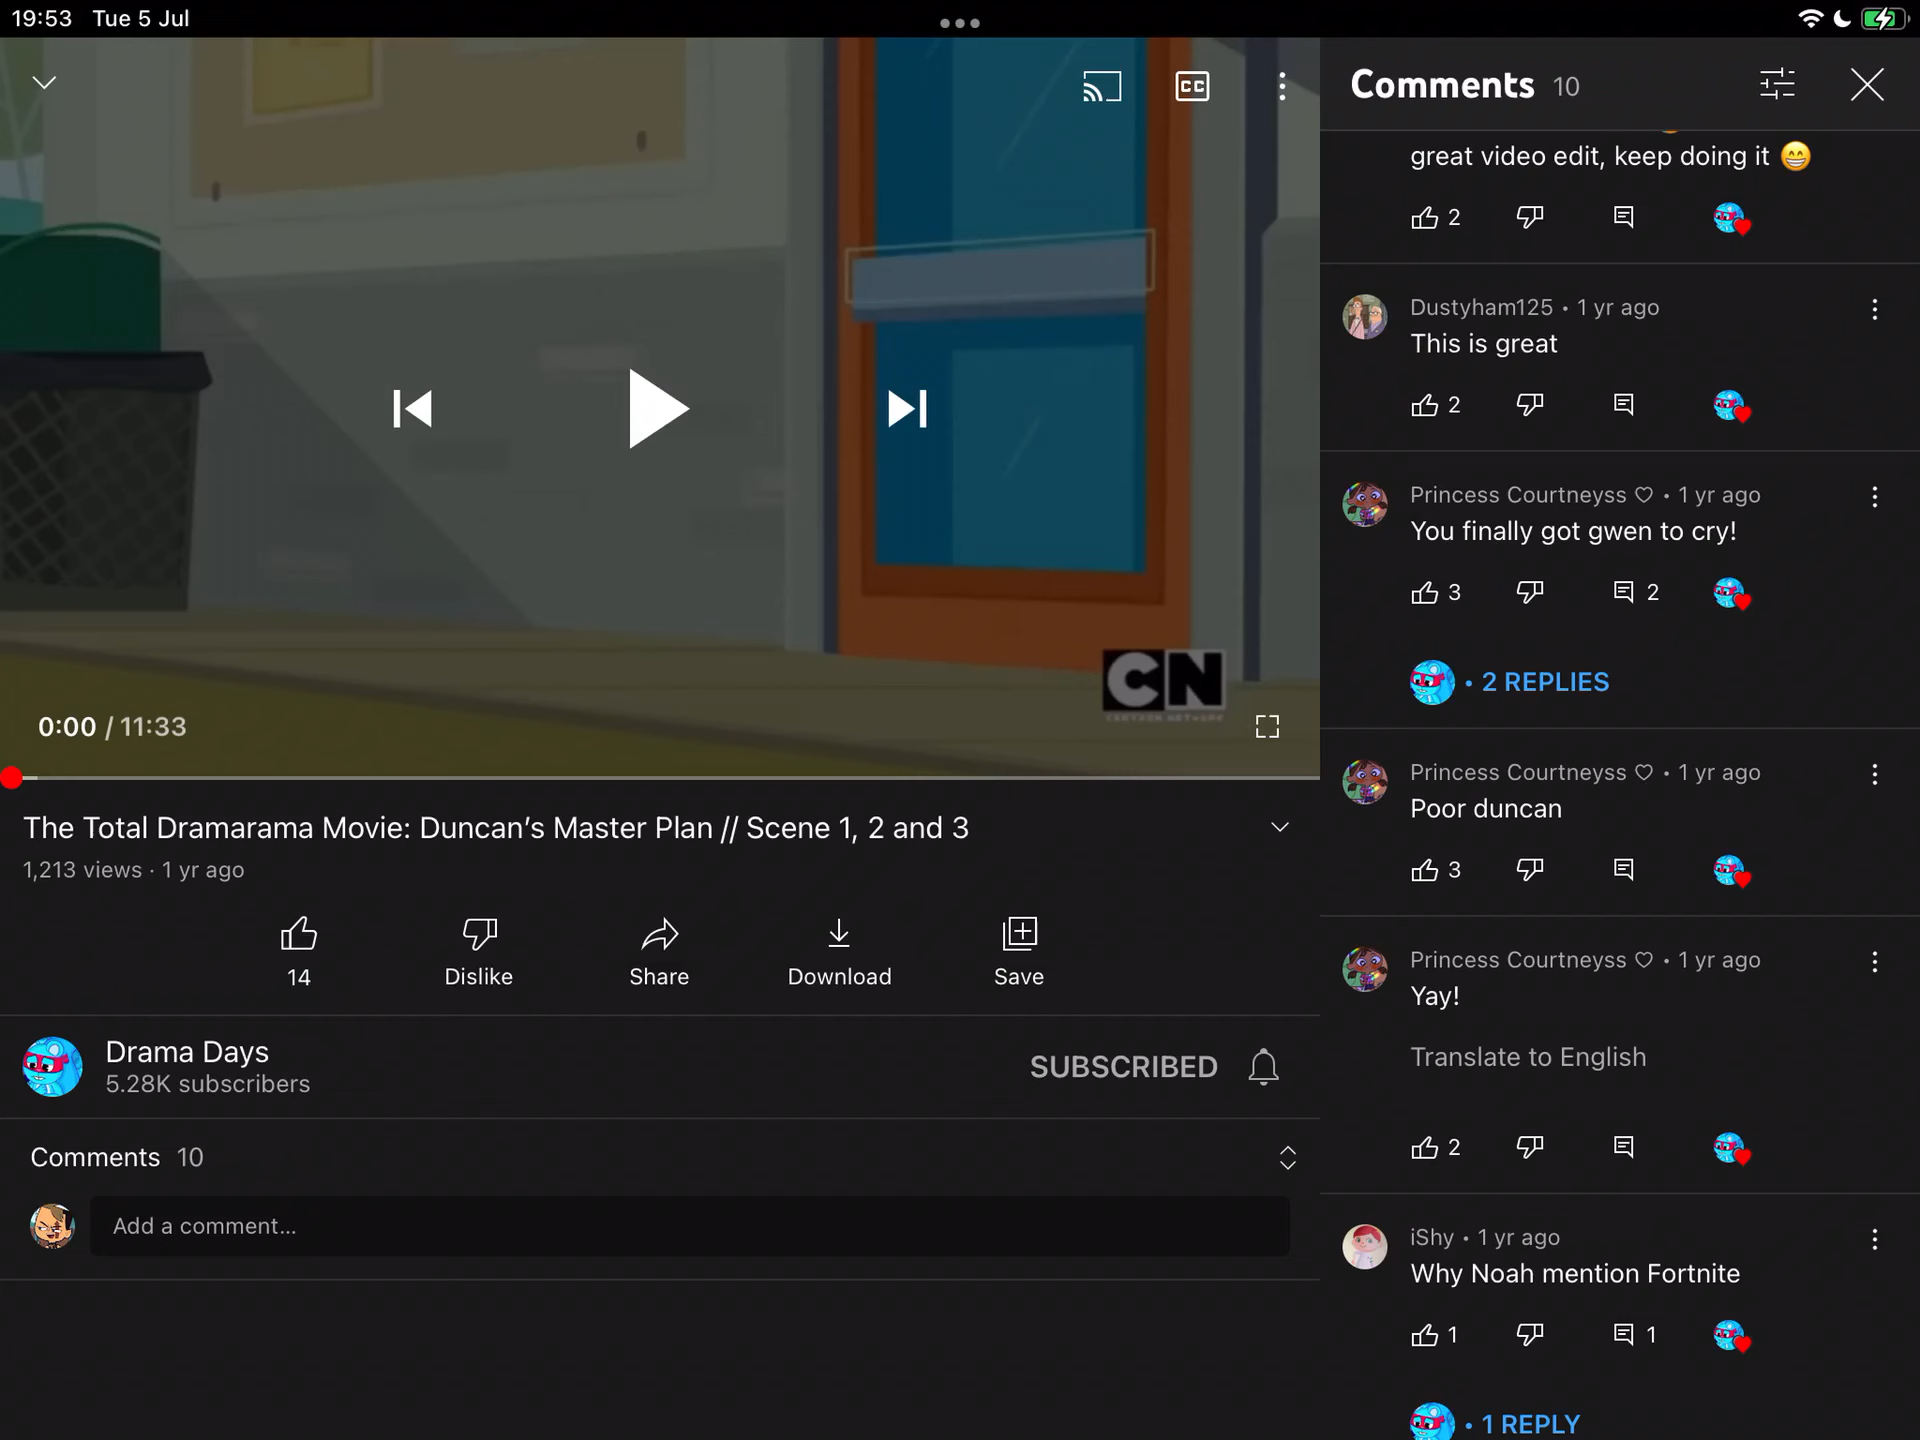 19:53 Tue 5 Jul
CC
CN
CARTOON NETWORK
0:00 / 11:33
The Total Dramarama Movie: Duncan's Master Plan // Scene 1, 2 and 3
1,213 views · 1 yr ago
14
Dislike
Share
Download
Save
Drama Days
5.28K subscribers
SUBSCRIBED
Comments 10
Add a comment...
Comments 10
great video edit, keep doing it 😁
2
Dustyham125 • 1 yr ago
This is great
2
Princess Courtneyss ♡ • 1 yr ago
You finally got gwen to cry!
3 2
• 2 REPLIES
Princess Courtneyss ♡ • 1 yr ago
Poor duncan
3
Princess Courtneyss ♡ • 1 yr ago
Yay!
Translate to English
2
iShy • 1 yr ago
Why Noah mention Fortnite
1 1
• 1 REPLY